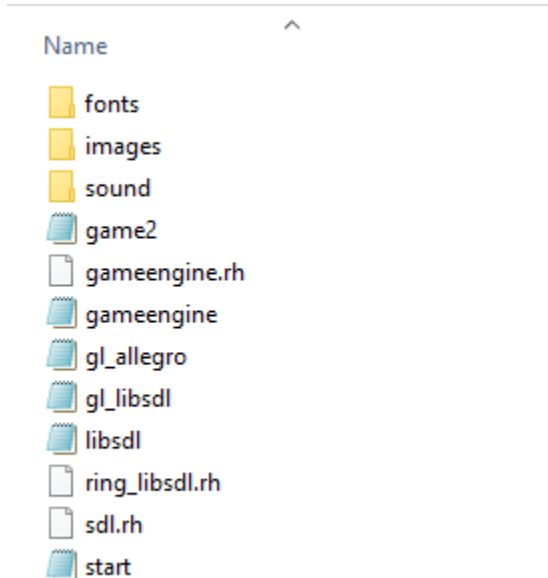 Name
fonts
images
sound
game2
gameengine.rh
gameengine
gl_allegro
gl_libsdl
libsdl
ring_libsdl.rh
sdl.rh
start